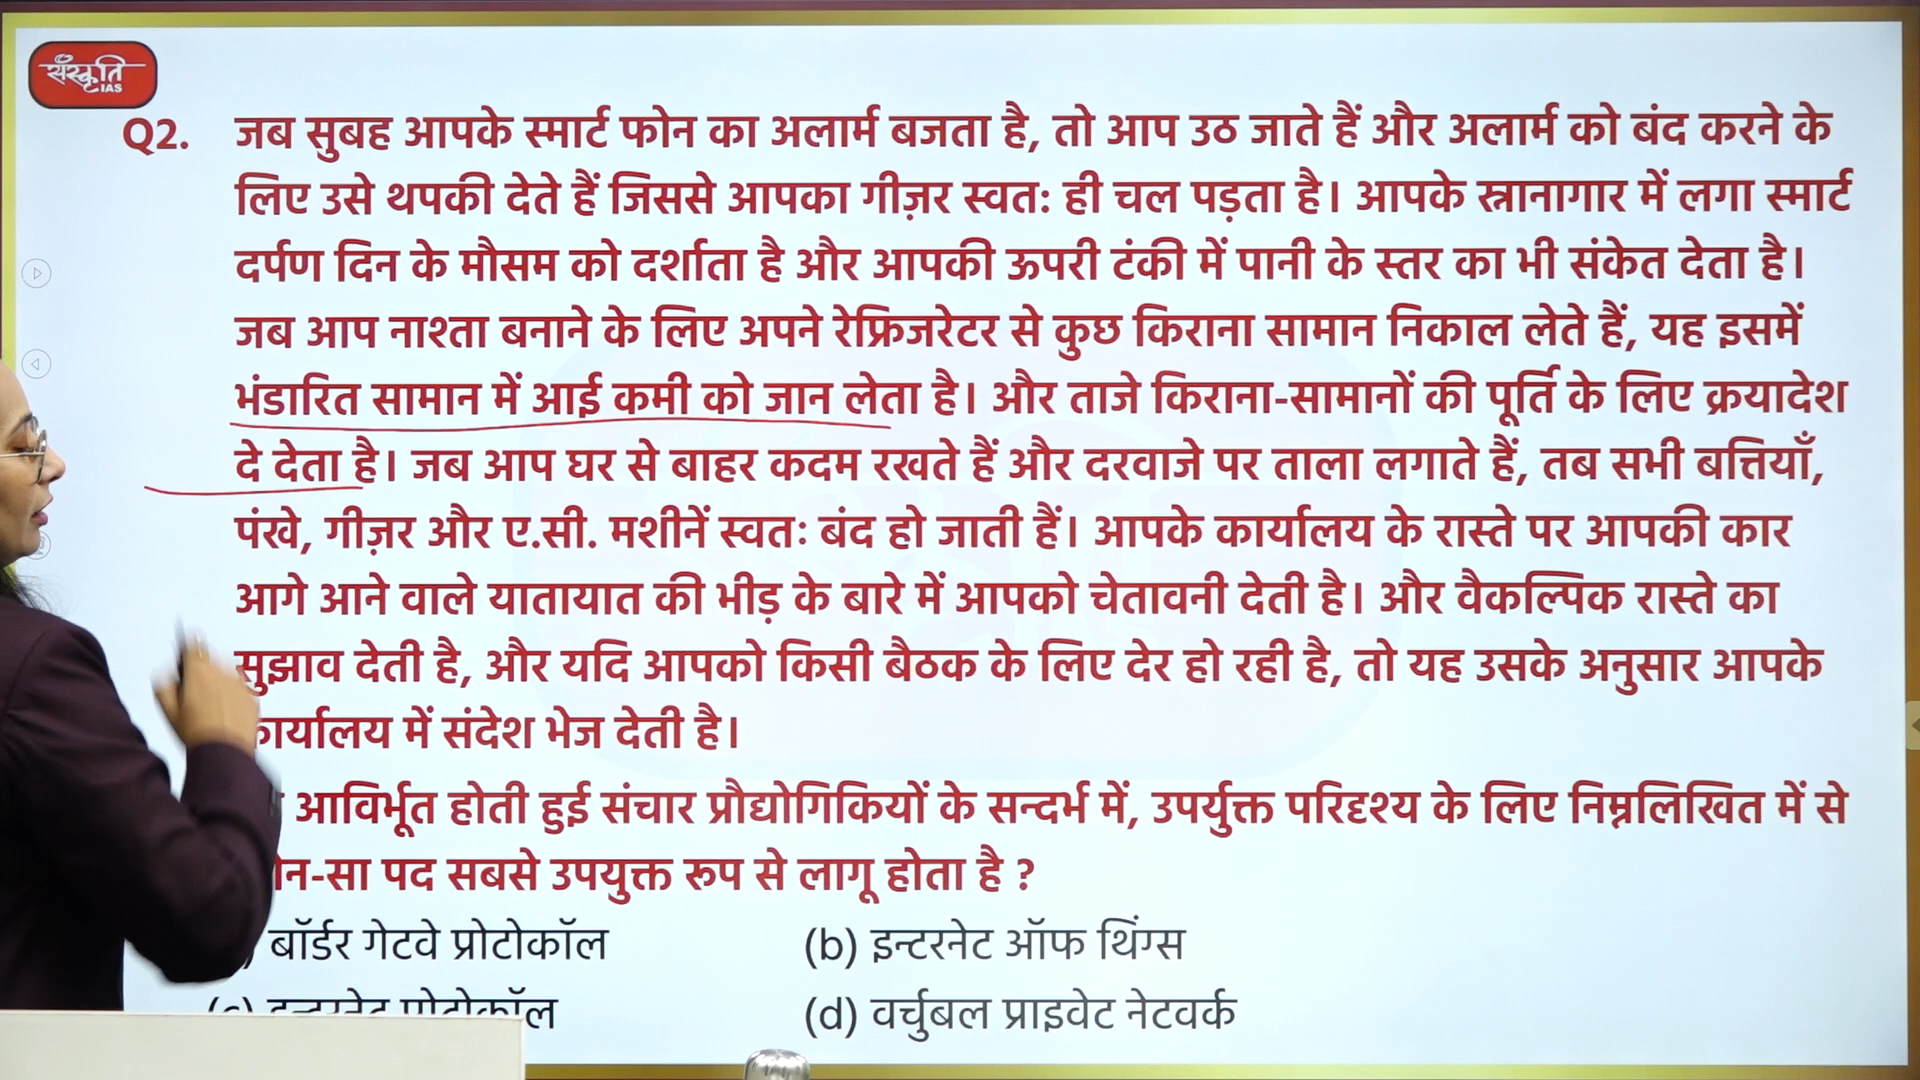 संस्कृति
IAS
Q2. जब सुबह आपके स्मार्ट फोन का अलार्म बजता है, तो आप उठ जाते हैं और अलार्म को बंद करने के
लिए उसे थपकी देते हैं जिससे आपका गीज़र स्वतः ही चल पड़ता है। आपके स्नानागार में लगा स्मार्ट
दर्पण दिन के मौसम को दर्शाता है और आपकी ऊपरी टंकी में पानी के स्तर का भी संकेत देता है।
जब आप नाश्ता बनाने के लिए अपने रेफ्रिजरेटर से कुछ किराना सामान निकाल लेते हैं, यह इसमें
भंडारित सामान में आई कमी को जान लेता है। और ताजे किराना-सामानों की पूर्ति के लिए क्रयादेश
दे देता है। जब आप घर से बाहर कदम रखते हैं और दरवाजे पर ताला लगाते हैं, तब सभी बत्तियाँ,
पंखे, गीज़र और ए.सी. मशीनें स्वतः बंद हो जाती हैं। आपके कार्यालय के रास्ते पर आपकी कार
आगे आने वाले यातायात की भीड़ के बारे में आपको चेतावनी देती है। और वैकल्पिक रास्ते का
सुझाव देती है, और यदि आपको किसी बैठक के लिए देर हो रही है, तो यह उसके अनुसार आपके
कार्यालय में संदेश भेज देती है।
आविर्भूत होती हुई संचार प्रौद्योगिकियों के सन्दर्भ में, उपर्युक्त परिदृश्य के लिए निम्नलिखित में से
कौन-सा पद सबसे उपयुक्त रूप से लागू होता है ?
बॉर्डर गेटवे प्रोटोकॉल (b) इन्टरनेट ऑफ थिंग्स
(c) इन्टरनेट प्रोटोकॉल (d) वर्चुबल प्राइवेट नेटवर्क